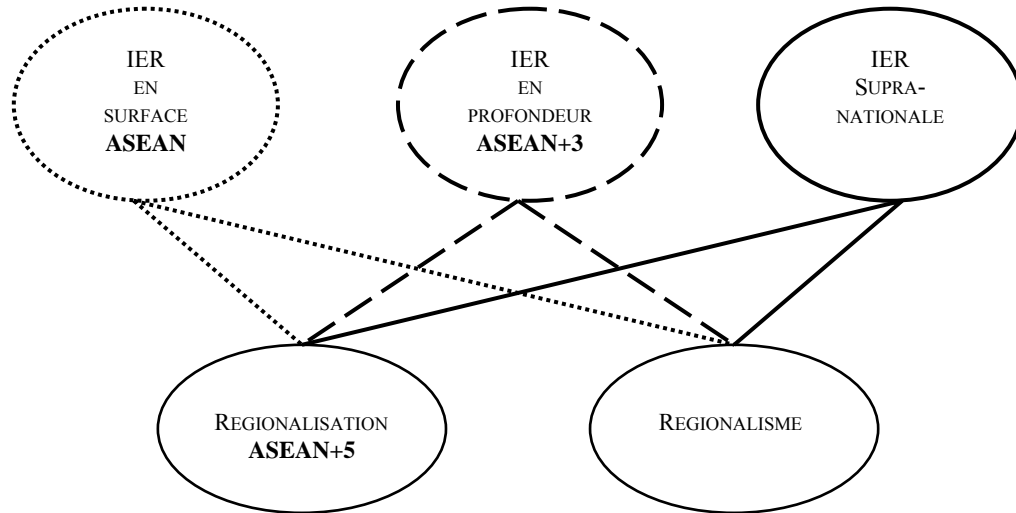 IER
EN
SURFACE
ASEAN
IER
EN
PROFONDEUR
ASEAN+3
IER
SUPRA-
NATIONALE
REGIONALISATION
ASEAN+5
REGIONALISME